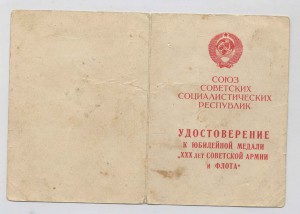 СОЮЗ
СОВЕТСКИХ
СОЦИАЛИСТИЧЕСКИХ
РЕСПУБЛИК
УДОСТОВЕРЕНИЕ
К ЮБИЛЕЙНОЙ МЕДАЛИ
„XXX ЛЕТ СОВЕТСКОЙ АРМИИ
И ФЛОТА“